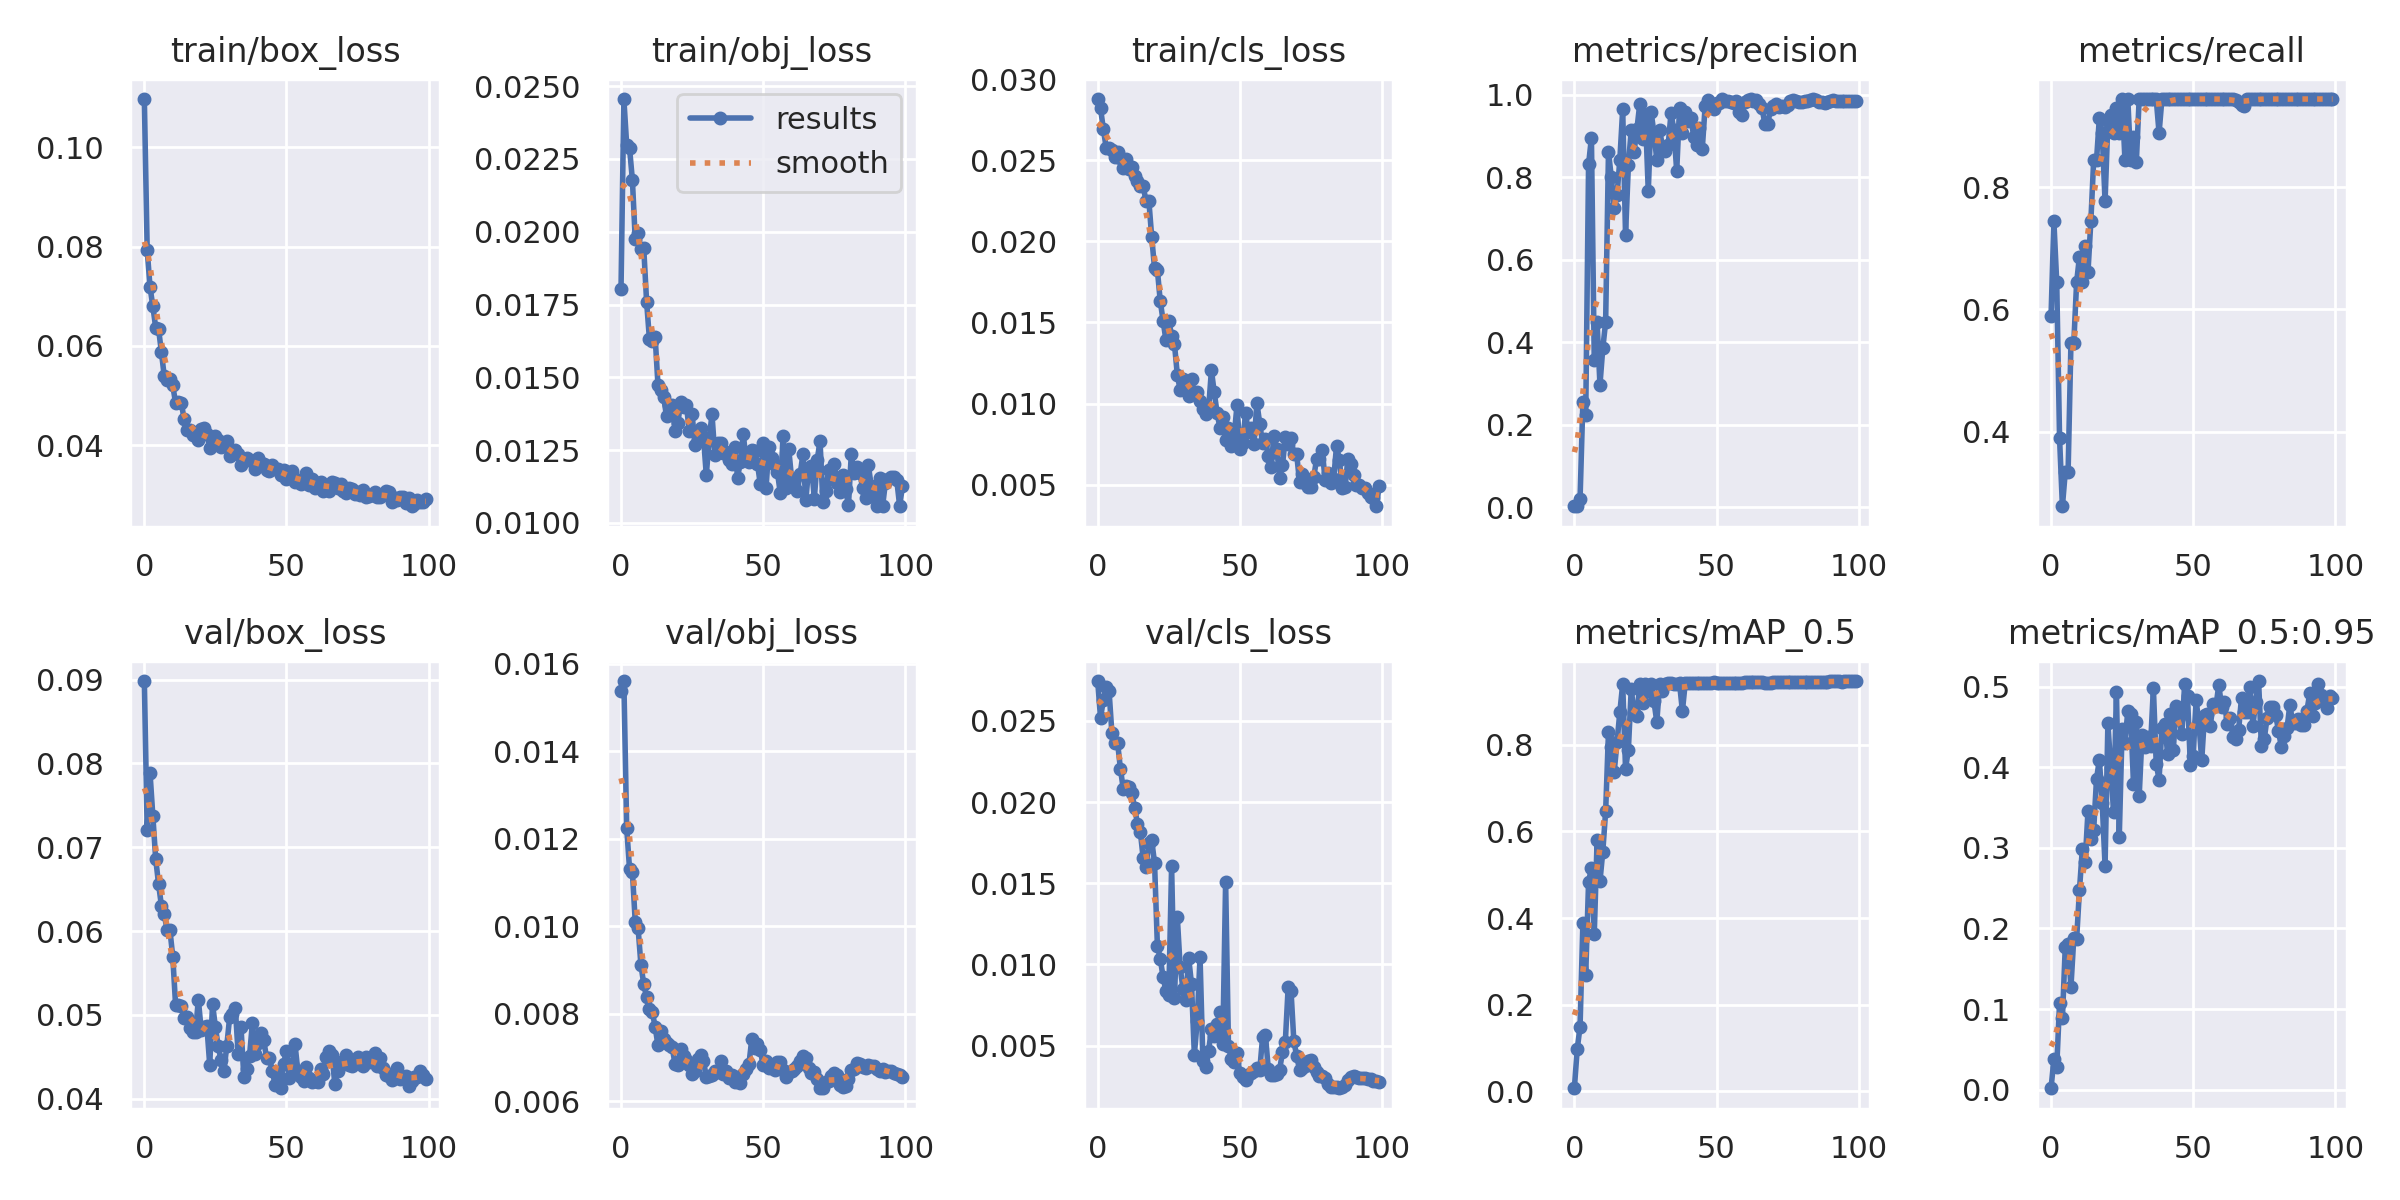 train/box_loss
0.10
0.08
0.06
0.04
0 50 100
train/obj_loss
0.0250
0.0225
0.0200
0.0175
0.0150
0.0125
0.0100
results
smooth
0 50 100
train/cls_loss
0.030
0.025
0.020
0.015
0.010
0.005
0 50 100
metrics/precision
1.0
0.8
0.6
0.4
0.2
0.0
0 50 100
metrics/recall
0.8
0.6
0.4
0 50 100
val/box_loss
0.09
0.08
0.07
0.06
0.05
0.04
0 50 100
val/obj_loss
0.016
0.014
0.012
0.010
0.008
0.006
0 50 100
val/cls_loss
0.025
0.020
0.015
0.010
0.005
0 50 100
metrics/mAP_0.5
0.8
0.6
0.4
0.2
0.0
0 50 100
metrics/mAP_0.5:0.95
0.5
0.4
0.3
0.2
0.1
0.0
0 50 100